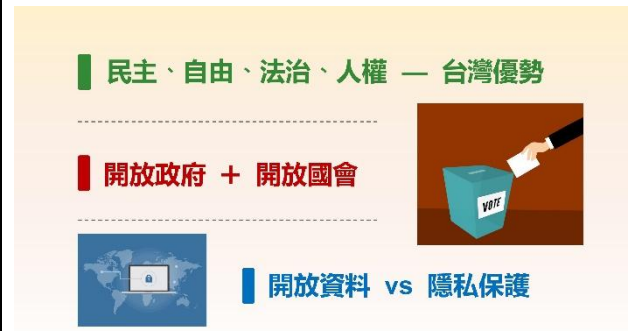 民主、自由、法治、人權 — 台灣優勢
開放政府 + 開放國會
VOTE
開放資料 vs 隱私保護